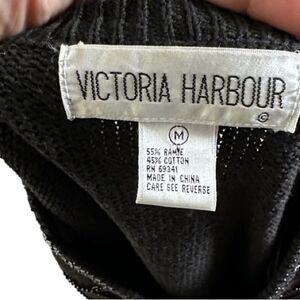 VICTORIA HARBOUR
©
M
55% RAMIE
45% COTTON
RN 69341
MADE IN CHINA
CARE SEE REVERSE